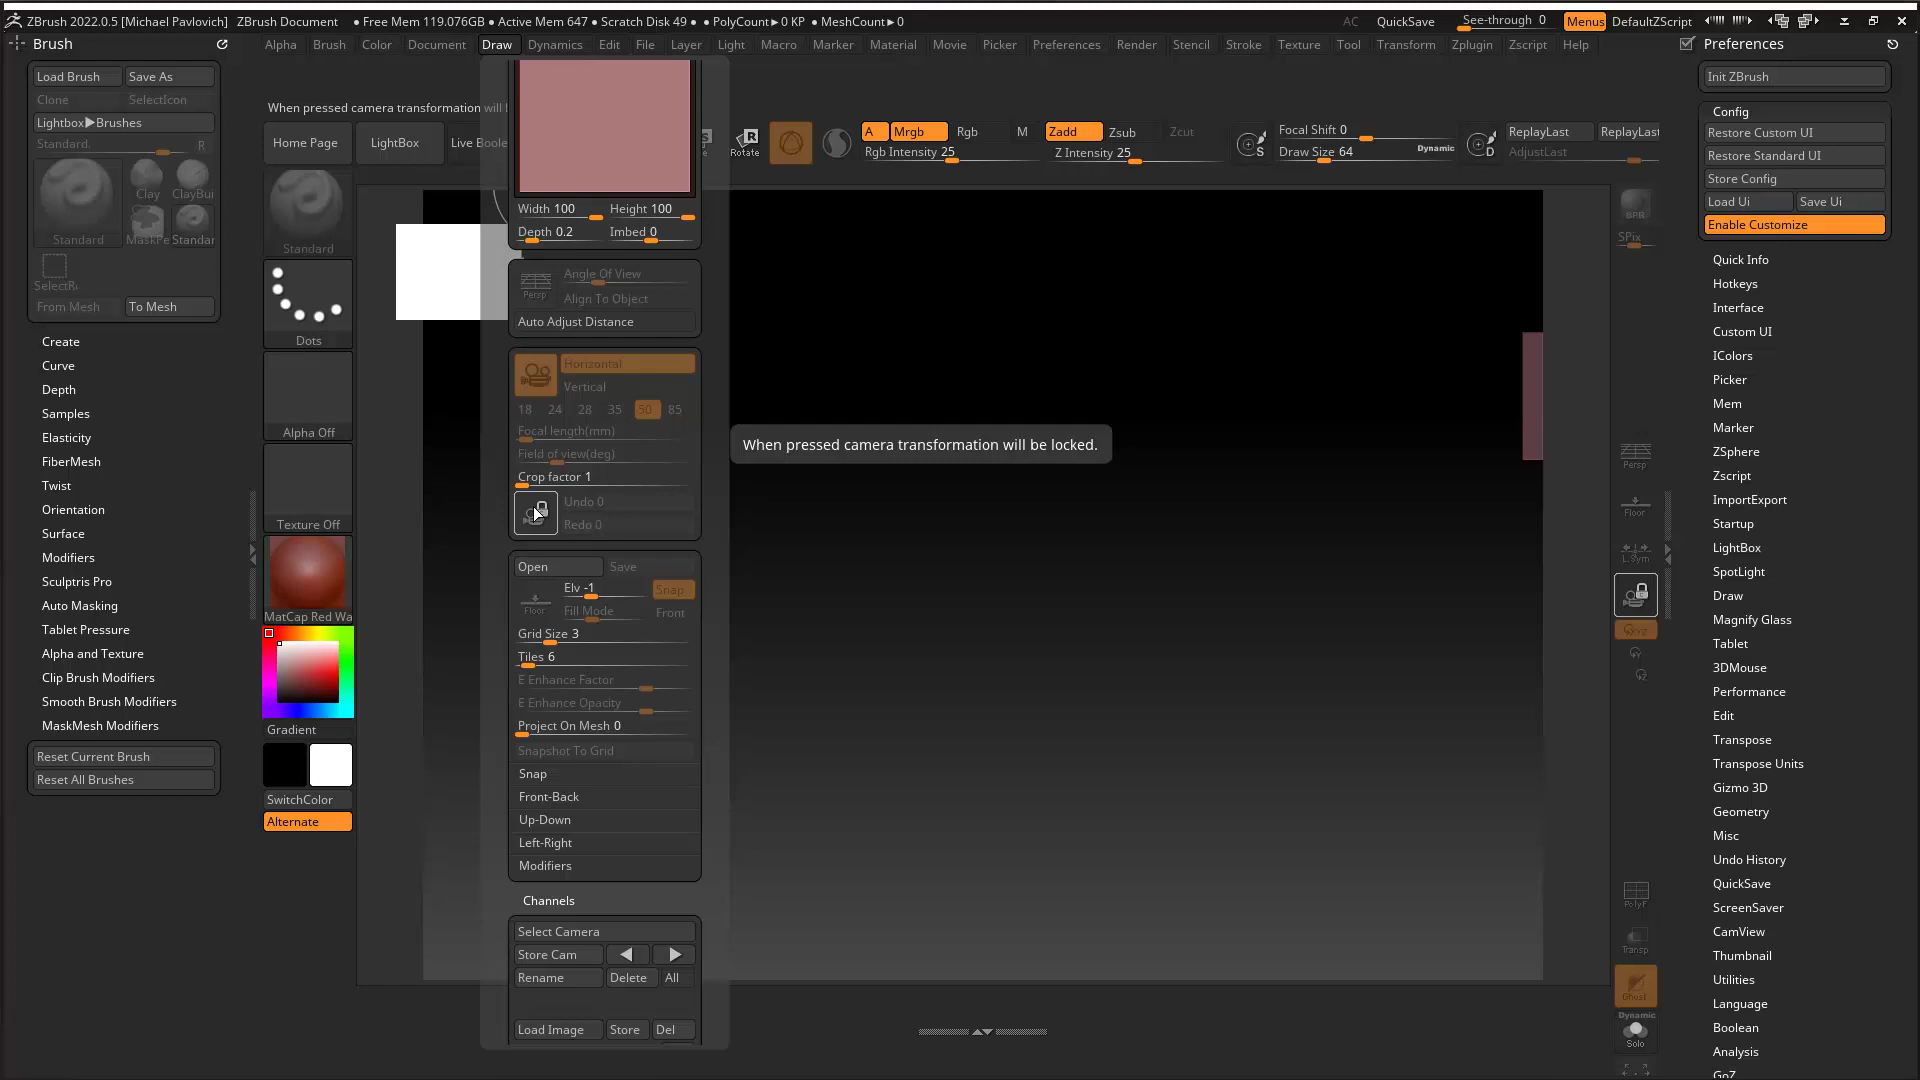 ZBrush 2022.0.5 [Michael Pavlovich] ZBrush Document ● Free Mem 119.076GB ● Active Mem 647 ● Scratch Disk 49 ● ● PolyCount►0 KP ● MeshCount►0 AC QuickSave See-through 0 Menus DefaultZScript
Brush
Alpha Brush Color Document Draw Dynamics Edit File Layer Light Macro Marker Material Movie Picker Preferences Render Stencil Stroke Texture Tool Transform Zplugin Zscript Help
Preferences
Load Brush Save As
Clone SelectIcon
Lightbox►Brushes
Standard. R
Clay ClayBui
Standard MaskPe Standar
SelectR
From Mesh To Mesh
Create
Curve
Depth
Samples
Elasticity
FiberMesh
Twist
Orientation
Surface
Modifiers
Sculptris Pro
Auto Masking
Tablet Pressure
Alpha and Texture
Clip Brush Modifiers
Smooth Brush Modifiers
MaskMesh Modifiers
Reset Current Brush
Reset All Brushes
When pressed camera transformation will
Home Page LightBox Live Boole
Rotate
A Mrgb Rgb M
Rgb Intensity 25
Zadd Zsub Zcut
Z Intensity 25
S
Focal Shift 0
Draw Size 64 Dynamic
D
ReplayLast ReplayLast
AdjustLast
Standard
Dots
Alpha Off
Texture Off
MatCap Red Wa
Gradient
SwitchColor
Alternate
Width 100 Height 100
Depth 0.2 Imbed 0
Persp Angle Of View
Align To Object
Auto Adjust Distance
Horizontal
Vertical
18 24 28 35 50 85
Focal length(mm)
Field of view(deg)
Crop factor 1
Undo 0
Redo 0
When pressed camera transformation will be locked.
Open Save
Elv -1 Snap
Floor Fill Mode Front
Grid Size 3
Tiles 6
E Enhance Factor
E Enhance Opacity
Project On Mesh 0
Snapshot To Grid
Snap
Front-Back
Up-Down
Left-Right
Modifiers
Channels
Select Camera
Store Cam
Rename Delete All
Load Image Store Del
BPR
SPix
Persp
Floor
L.Sym
PolyF
Transp
Ghost
Dynamic
Solo
Init ZBrush
Config
Restore Custom UI
Restore Standard UI
Store Config
Load Ui Save Ui
Enable Customize
Quick Info
Hotkeys
Interface
Custom UI
IColors
Picker
Mem
Marker
ZSphere
Zscript
ImportExport
Startup
LightBox
SpotLight
Draw
Magnify Glass
Tablet
3DMouse
Performance
Edit
Transpose
Transpose Units
Gizmo 3D
Geometry
Misc
Undo History
QuickSave
ScreenSaver
CamView
Thumbnail
Utilities
Language
Boolean
Analysis
GoZ